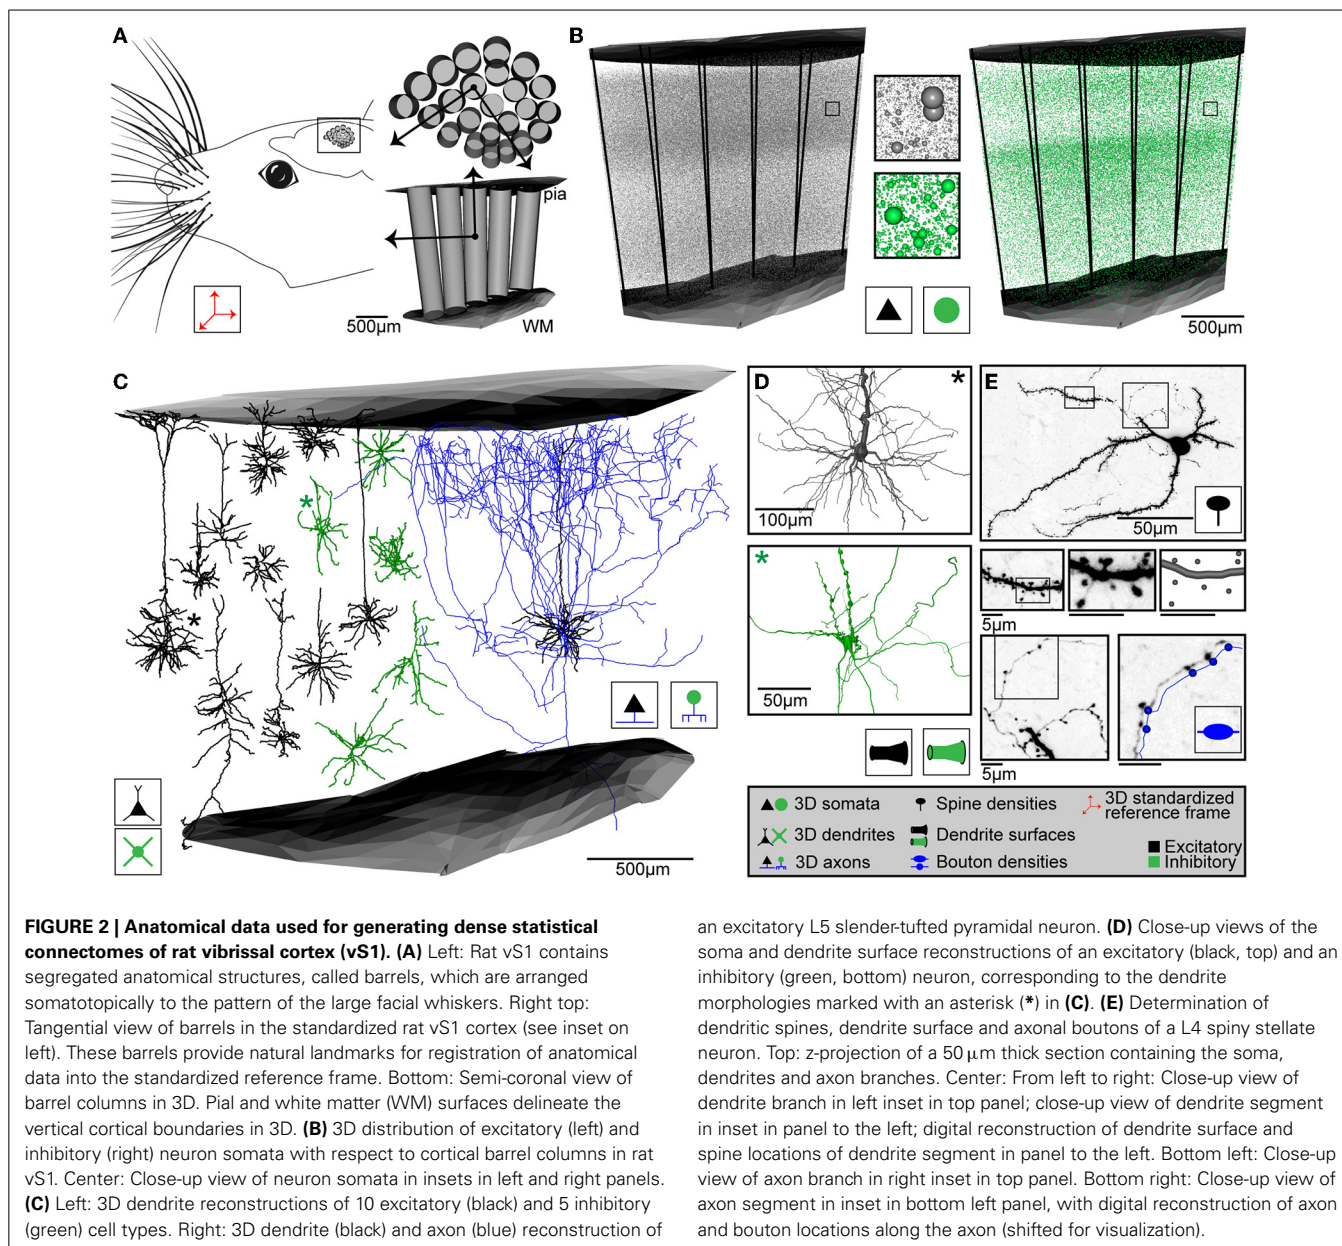 A
pia
500µm
WM
B
500µm
C
*
*
500µm
D
*
100µm
*
50µm
E
50µm
5µm
5µm
3D somata
Spine densities
3D standardized
reference frame
3D dendrites
Dendrite surfaces
3D axons
Bouton densities
Excitatory
Inhibitory
FIGURE 2 | Anatomical data used for generating dense statistical
connectomes of rat vibrissal cortex (vS1). (A) Left: Rat vS1 contains
segregated anatomical structures, called barrels, which are arranged
somatotopically to the pattern of the large facial whiskers. Right top:
Tangential view of barrels in the standardized rat vS1 cortex (see inset on
left). These barrels provide natural landmarks for registration of anatomical
data into the standardized reference frame. Bottom: Semi-coronal view of
barrel columns in 3D. Pial and white matter (WM) surfaces delineate the
vertical cortical boundaries in 3D. (B) 3D distribution of excitatory (left) and
inhibitory (right) neuron somata with respect to cortical barrel columns in rat
vS1. Center: Close-up view of neuron somata in insets in left and right panels.
(C) Left: 3D dendrite reconstructions of 10 excitatory (black) and 5 inhibitory
(green) cell types. Right: 3D dendrite (black) and axon (blue) reconstruction of
an excitatory L5 slender-tufted pyramidal neuron. (D) Close-up views of the
soma and dendrite surface reconstructions of an excitatory (black, top) and an
inhibitory (green, bottom) neuron, corresponding to the dendrite
morphologies marked with an asterisk (*) in (C). (E) Determination of
dendritic spines, dendrite surface and axonal boutons of a L4 spiny stellate
neuron. Top: z-projection of a 50 µm thick section containing the soma,
dendrites and axon branches. Center: From left to right: Close-up view of
dendrite branch in left inset in top panel; close-up view of dendrite segment
in inset in panel to the left; digital reconstruction of dendrite surface and
spine locations of dendrite segment in panel to the left. Bottom left: Close-up
view of axon branch in right inset in top panel. Bottom right: Close-up view of
axon segment in inset in bottom left panel, with digital reconstruction of axon
and bouton locations along the axon (shifted for visualization).